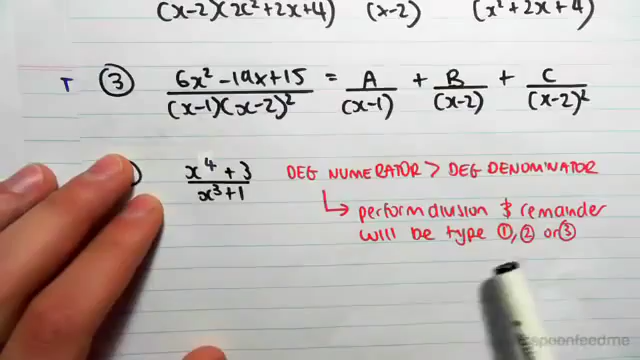 (x-2)(x²+2x+4) (x-2) (x²+2x+4)
T ③ 6x²-19x+15 / (x-1)(x-2)² = A/(x-1) + B/(x-2) + C/(x-2)²
x⁴+3 / x³+1 DEG NUMERATOR > DEG DENOMINATOR
↳ perform division & remainder
will be type ①, ② or ③
spoonfeedme